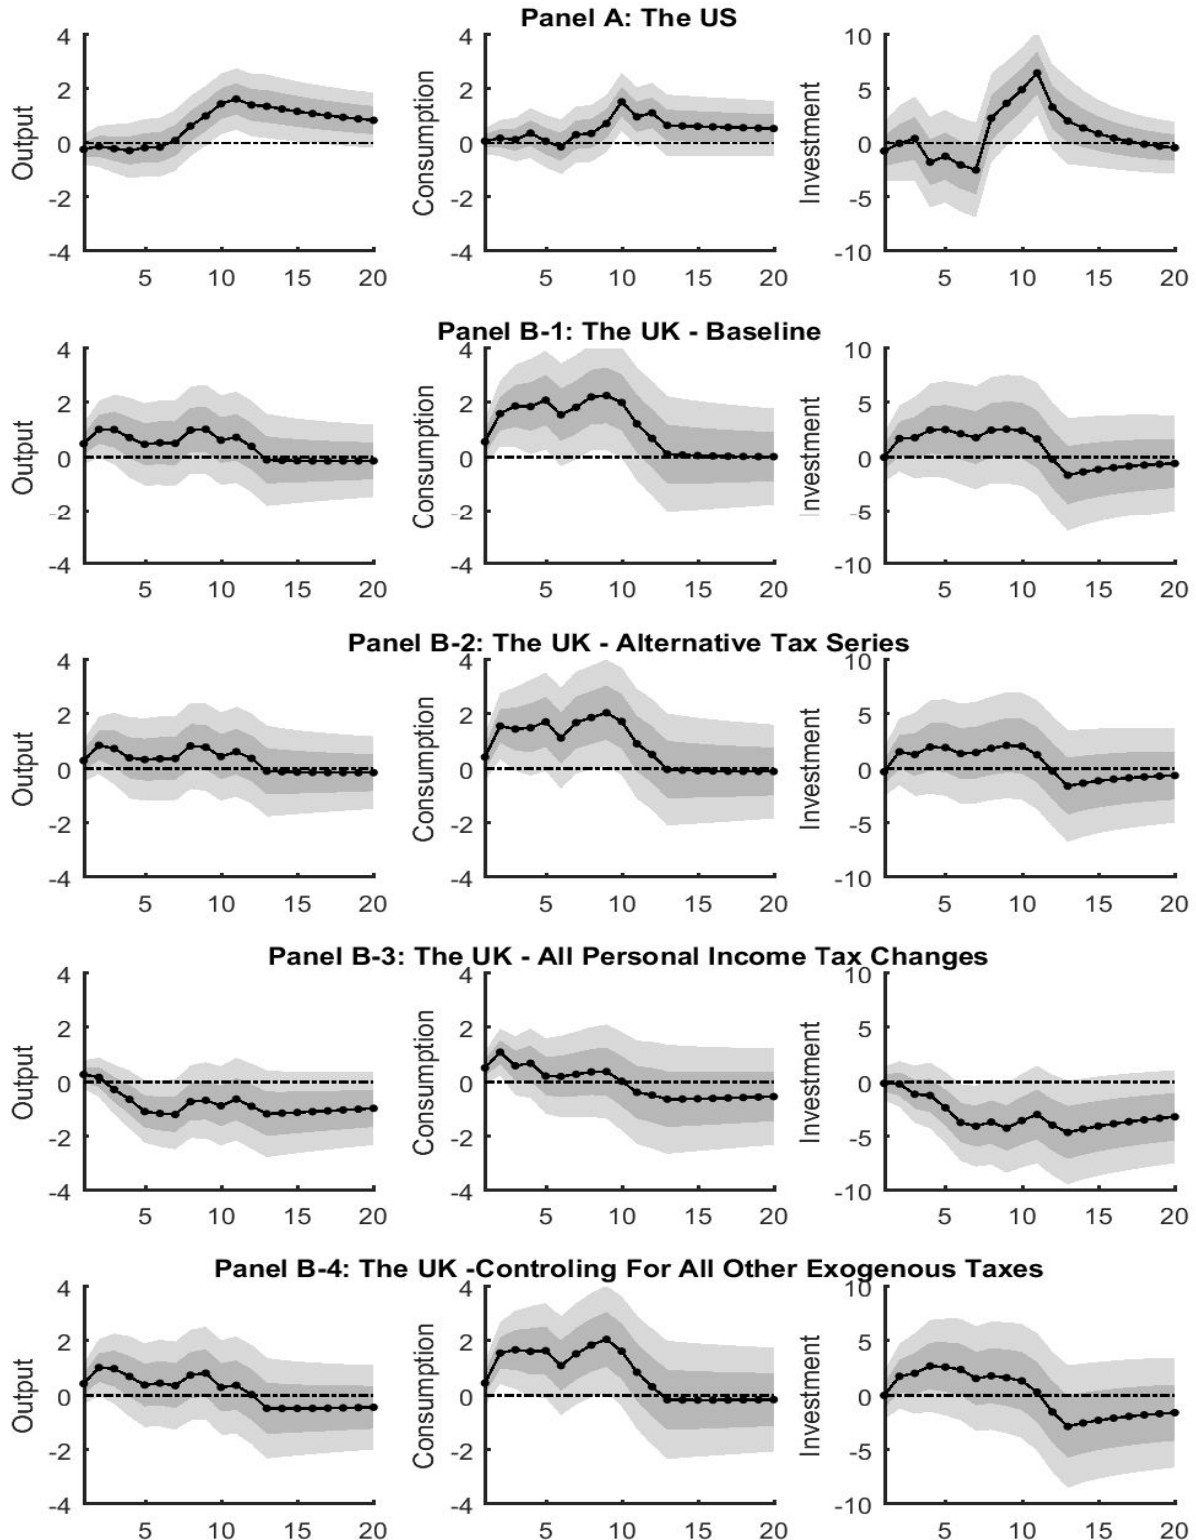 Panel A: The US
4 4 10
2 2 5
Output 0 Consumption 0 Investment 0
-2 -2 -5
-4 -4 -10
5 10 15 20 5 10 15 20 5 10 15 20
Panel B-1: The UK - Baseline
4 4 10
2 2 5
Output 0 Consumption 0 Investment 0
-2 -2 -5
-4 -4 -10
5 10 15 20 5 10 15 20 5 10 15 20
Panel B-2: The UK - Alternative Tax Series
4 4 10
2 2 5
Output 0 Consumption 0 Investment 0
-2 -2 -5
-4 -4 -10
5 10 15 20 5 10 15 20 5 10 15 20
Panel B-3: The UK - All Personal Income Tax Changes
4 4 10
2 2 5
Output 0 Consumption 0 Investment 0
-2 -2 -5
-4 -4 -10
5 10 15 20 5 10 15 20 5 10 15 20
Panel B-4: The UK -Controling For All Other Exogenous Taxes
4 4 10
2 2 5
Output 0 Consumption 0 Investment 0
-2 -2 -5
-4 -4 -10
5 10 15 20 5 10 15 20 5 10 15 20